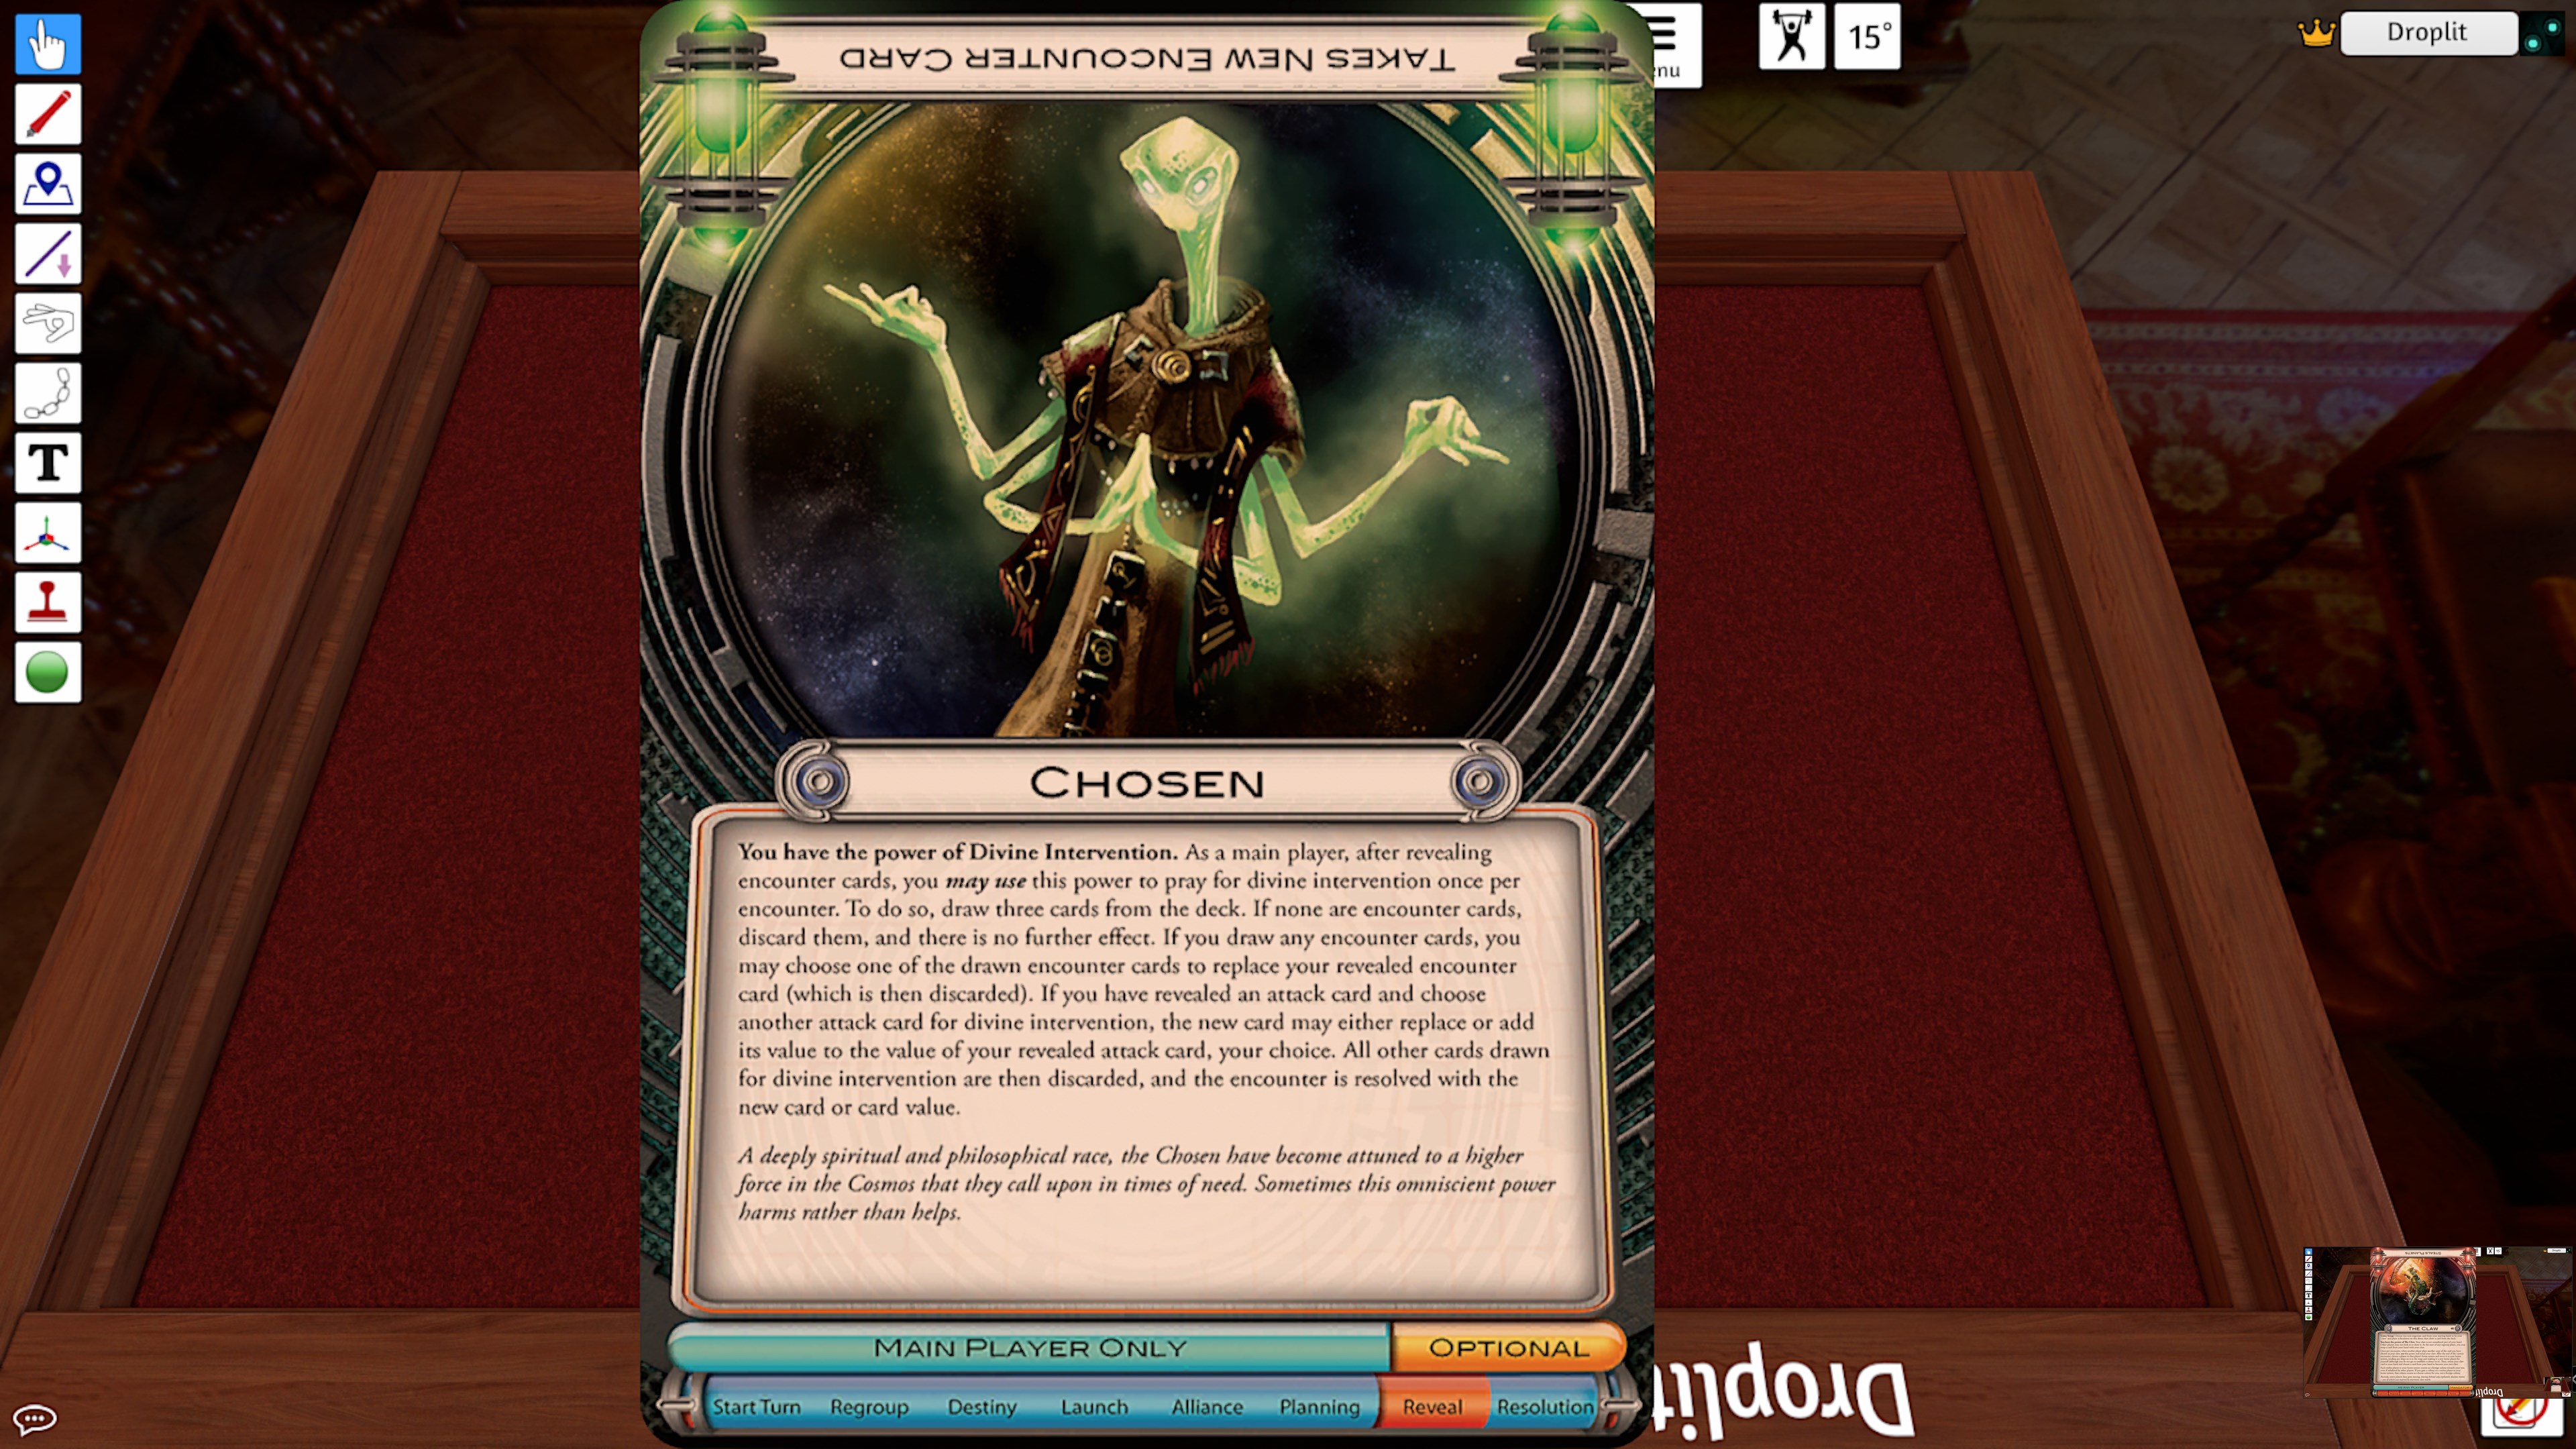 TAKES NEW ENCOUNTER CARD
nu
15°
Droplit
T
CHOSEN
You have the power of Divine Intervention. As a main player, after revealing
encounter cards, you may use this power to pray for divine intervention once per
encounter. To do so, draw three cards from the deck. If none are encounter cards,
discard them, and there is no further effect. If you draw any encounter cards, you
may choose one of the drawn encounter cards to replace your revealed encounter
card (which is then discarded). If you have revealed an attack card and choose
another attack card for divine intervention, the new card may either replace or add
its value to the value of your revealed attack card, your choice. All other cards drawn
for divine intervention are then discarded, and the encounter is resolved with the
new card or card value.
A deeply spiritual and philosophical race, the Chosen have become attuned to a higher
force in the Cosmos that they call upon in times of need. Sometimes this omniscient power
harms rather than helps.
MAIN PLAYER ONLY OPTIONAL
Start Turn Regroup Destiny Launch Alliance Planning Reveal Resolution
Droplit
THE CLAW
Droplit